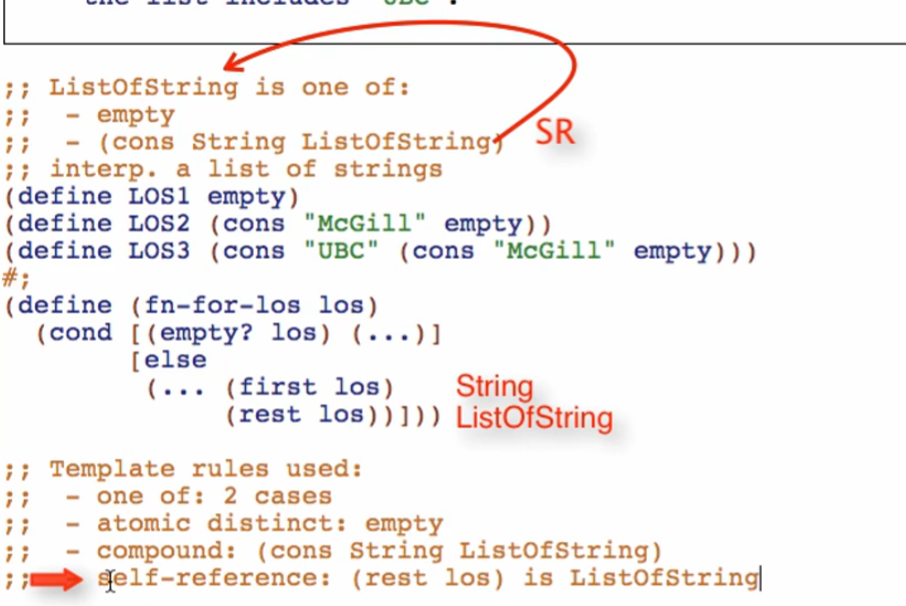 the list includes "UBC".
;; ListOfString is one of:
;;  - empty
;;  - (cons String ListOfString)
SR
;; interp. a list of strings
(define LOS1 empty)
(define LOS2 (cons "McGill" empty))
(define LOS3 (cons "UBC" (cons "McGill" empty)))
#;
(define (fn-for-los los)
  (cond [(empty? los) (...)]
        [else
         (... (first los)    String
              (rest los))])) ListOfString
;; Template rules used:
;;  - one of: 2 cases
;;  - atomic distinct: empty
;;  - compound: (cons String ListOfString)
;;    self-reference: (rest los) is ListOfString